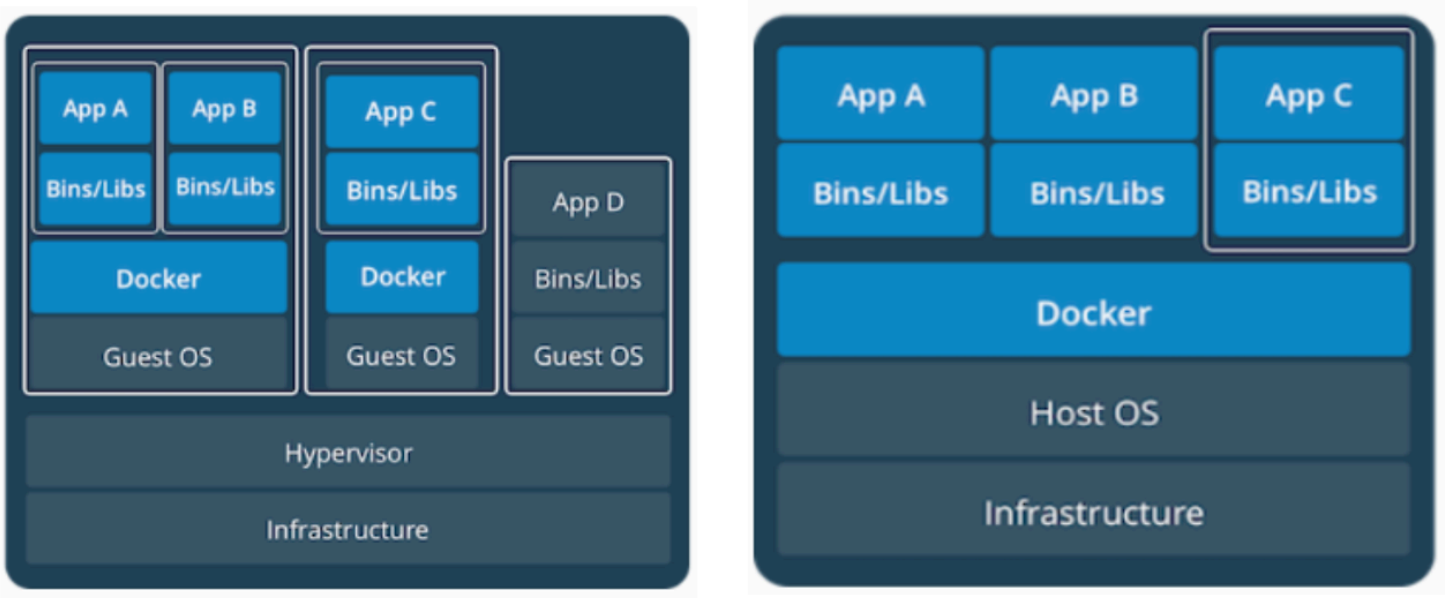 App A
App B
App C
Bins/Libs
Bins/Libs
Bins/Libs
App D
Docker
Docker
Bins/Libs
Guest OS
Guest OS
Guest OS
Hypervisor
Infrastructure
App A
App B
App C
Bins/Libs
Bins/Libs
Bins/Libs
Docker
Host OS
Infrastructure